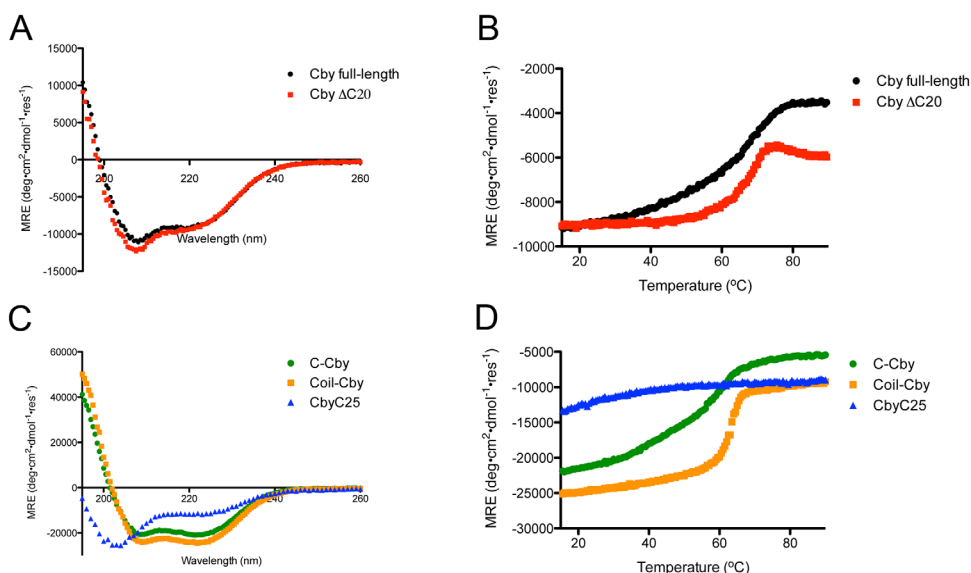 A
15000
10000
5000
0
-5000
-10000
-15000
200
220
240
260
MRE (deg•cm²•dmol⁻¹•res⁻¹)
Wavelength (nm)
Cby full-length
Cby ΔC20
B
-2000
-4000
-6000
-8000
-10000
20
40
60
80
MRE (deg•cm²•dmol⁻¹•res⁻¹)
Temperature (ºC)
Cby full-length
Cby ΔC20
C
60000
40000
20000
0
-20000
200
220
240
260
MRE (deg•cm²•dmol⁻¹•res⁻¹)
Wavelength (nm)
C-Cby
Coil-Cby
CbyC25
D
-5000
-10000
-15000
-20000
-25000
-30000
20
40
60
80
MRE (deg•cm²•dmol⁻¹•res⁻¹)
Temperature (ºC)
C-Cby
Coil-Cby
CbyC25